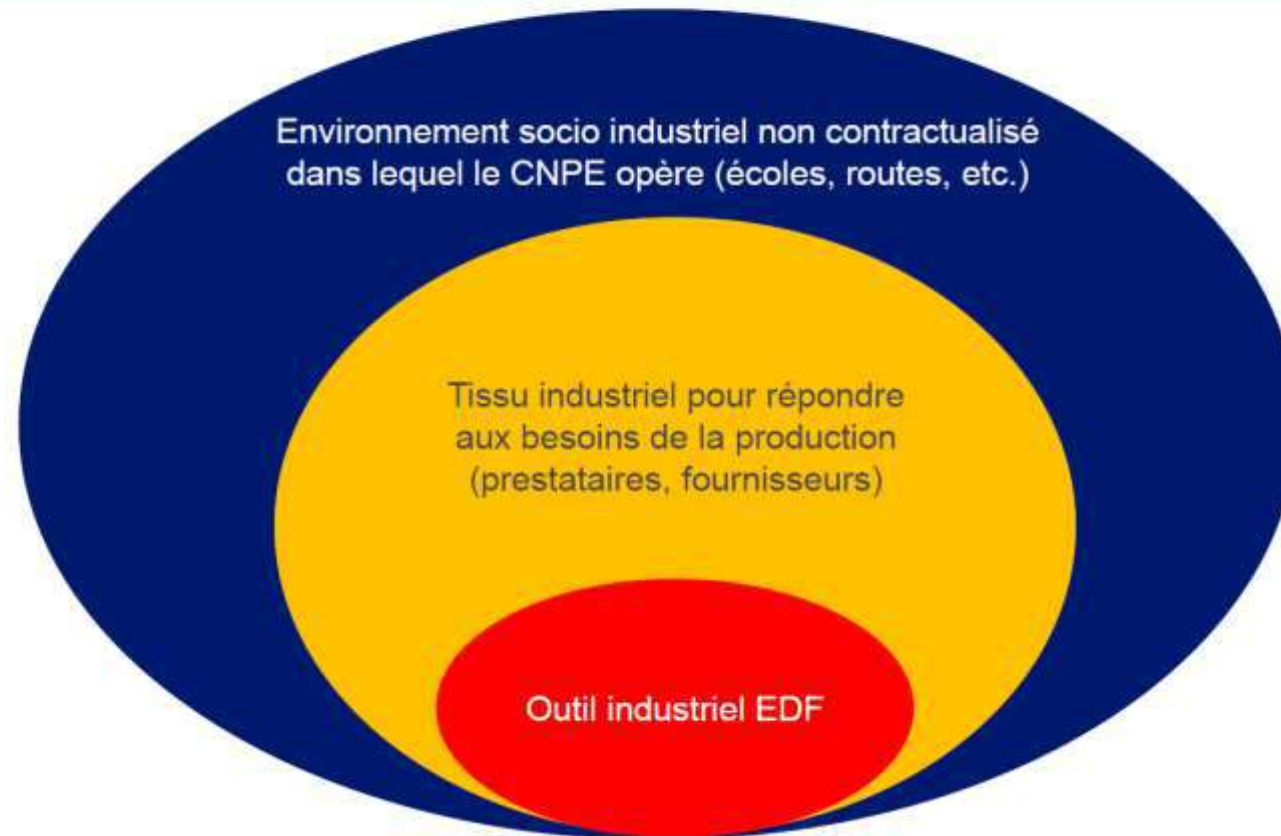 Environnement socio industriel non contractualisé
dans lequel le CNPE opère (écoles, routes, etc.)
Tissu industriel pour répondre
aux besoins de la production
(prestataires, fournisseurs)
Outil industriel EDF